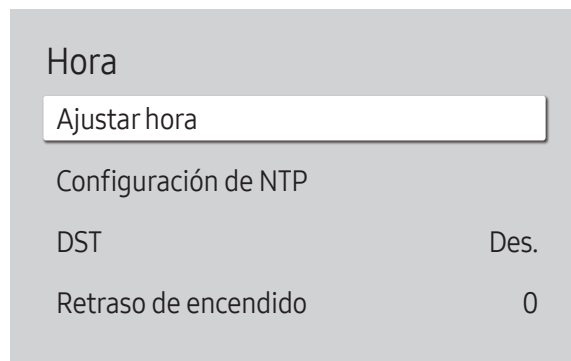 Hora
Ajustar hora
Configuración de NTP
DST Des.
Retraso de encendido 0